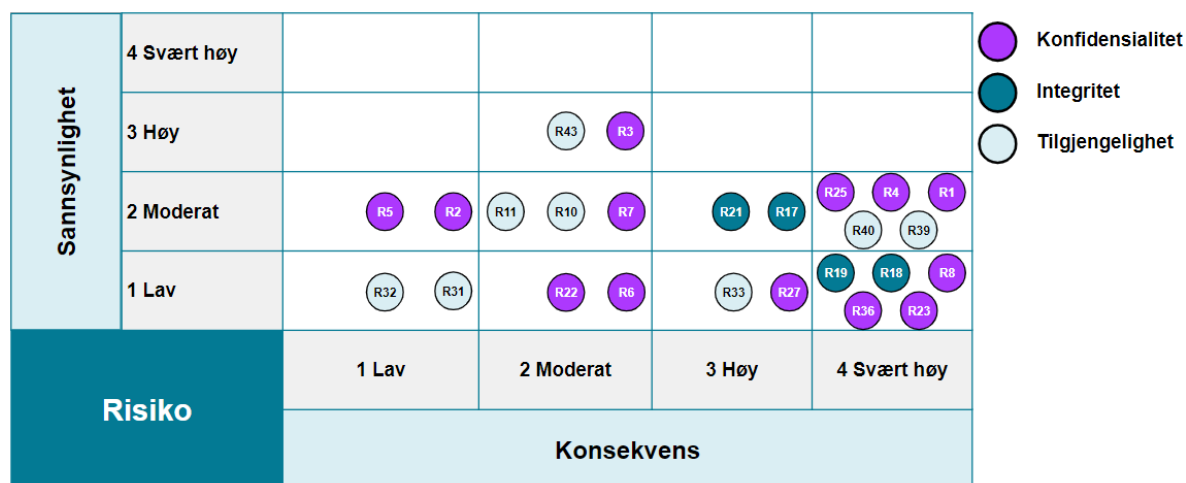 Sannsynlighet
4 Svært høy
3 Høy
R43 R3
2 Moderat
R5 R2 R11 R10 R7 R21 R17 R25 R4 R1
R40 R39
1 Lav
R32 R31 R22 R6 R33 R27 R19 R18 R8
R36 R23
Risiko
1 Lav 2 Moderat 3 Høy 4 Svært høy
Konsekvens
Konfidensialitet
Integritet
Tilgjengelighet